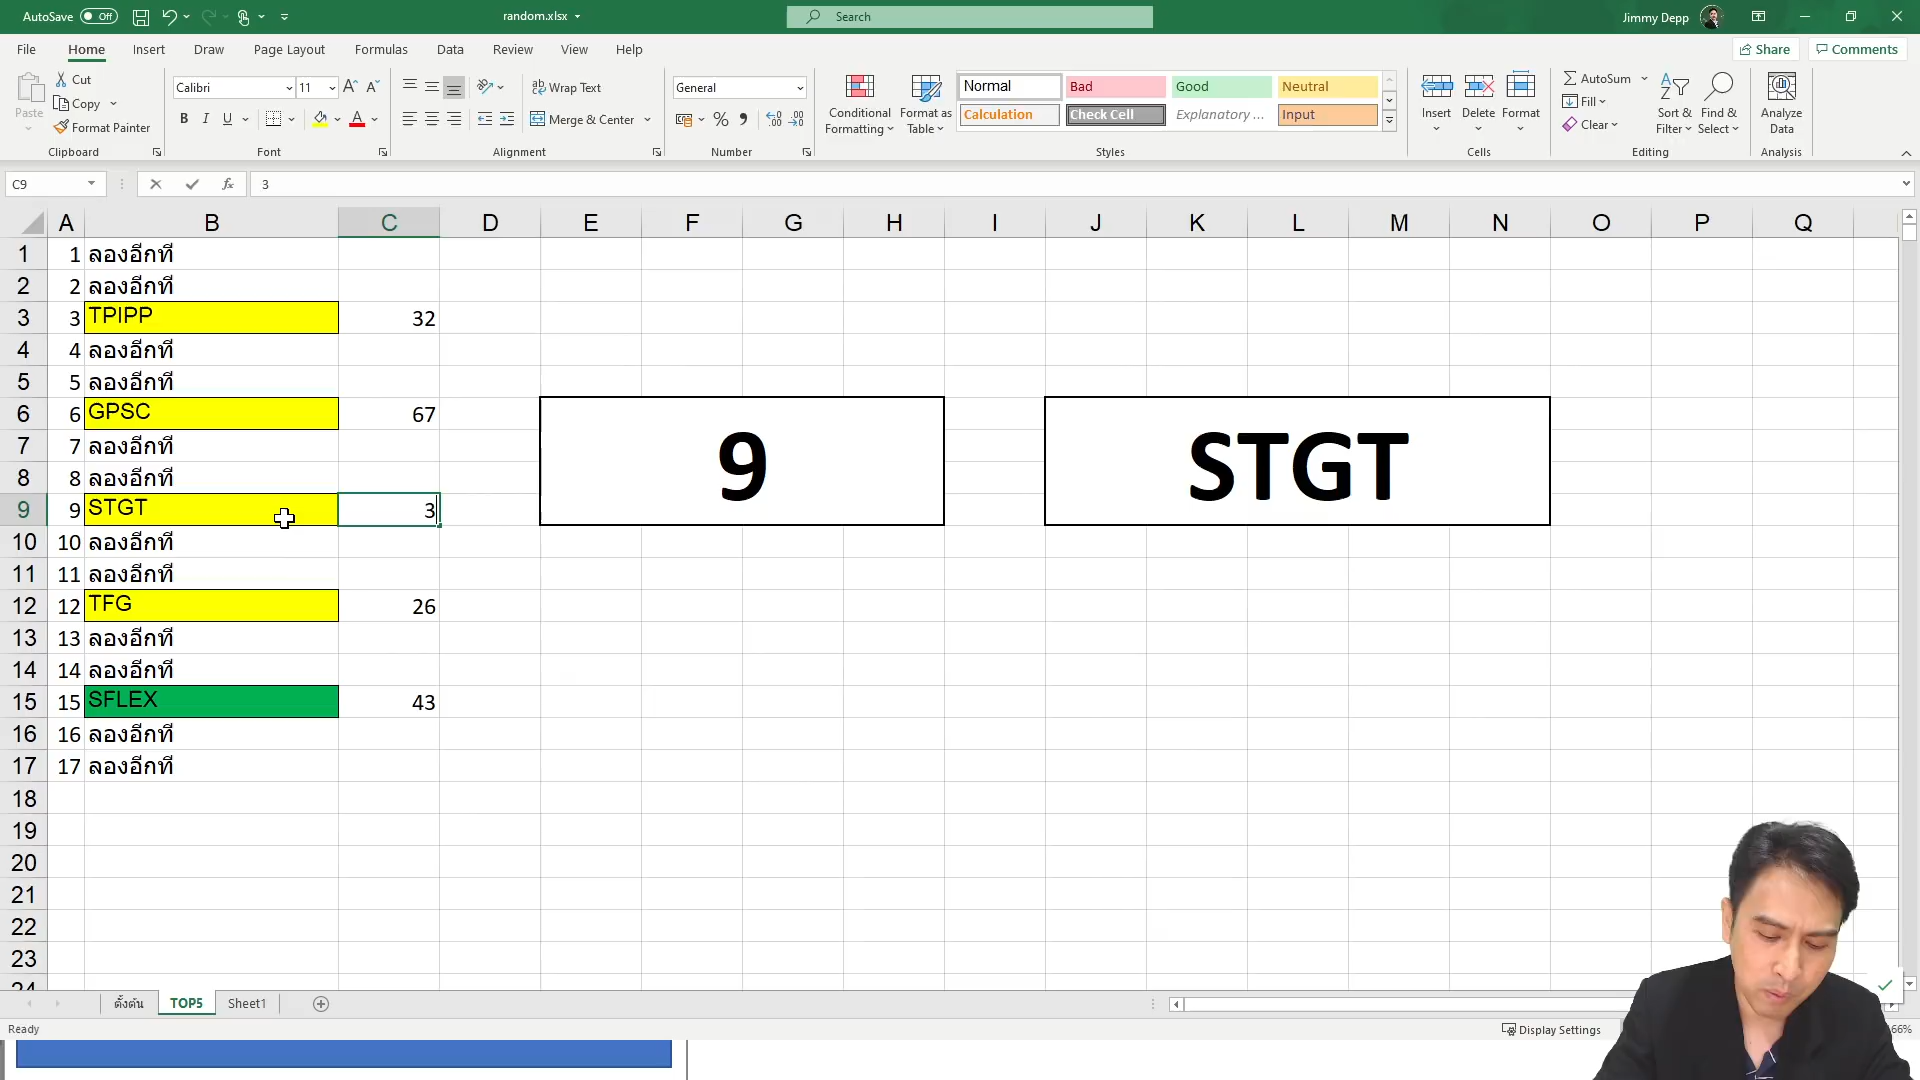 AutoSave Off random.xlsx Search Jimmy Depp
File Home Insert Draw Page Layout Formulas Data Review View Help Share Comments
Paste Cut Copy Format Painter Clipboard
Calibri 11 B I U A Font
Wrap Text Merge & Center Alignment
General % Number
Conditional Formatting Format as Table Normal Bad Good Neutral
Calculation Check Cell Explanatory ... Input Styles
Insert Delete Format Cells
AutoSum Fill Clear Sort & Filter Find & Select Editing
Analyze Data Analysis
C9 fx 3
A B C D E F G H I J K L M N O P Q
1 1 ลองอีกที
2 2 ลองอีกที
3 3 TPIPP 32
4 4 ลองอีกที
5 5 ลองอีกที
6 6 GPSC 67
7 7 ลองอีกที
9 STGT
8 8 ลองอีกที
9 9 STGT 3
10 10 ลองอีกที
11 11 ลองอีกที
12 12 TFG 26
13 13 ลองอีกที
14 14 ลองอีกที
15 15 SFLEX 43
16 16 ลองอีกที
17 17 ลองอีกที
18
19
20
21
22
23
24
ตั้งต้น TOP5 Sheet1
Ready Display Settings 66%